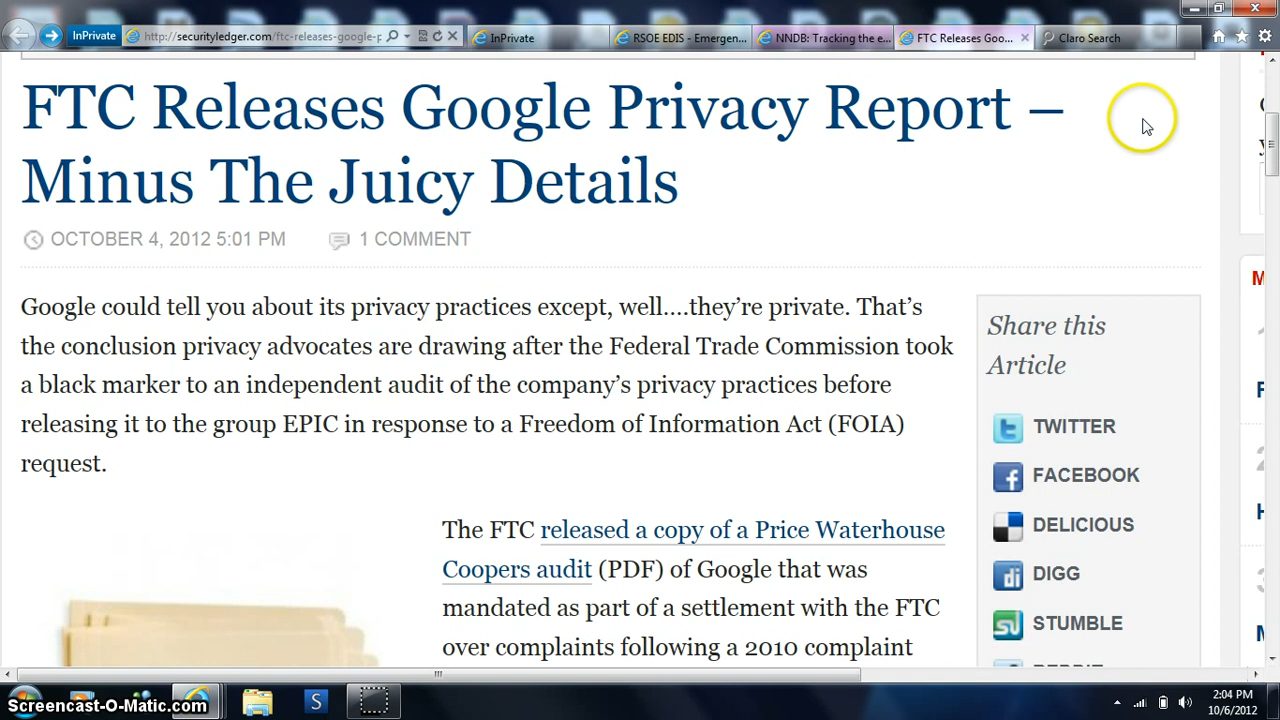 InPrivate
http://securityledger.com/ftc-releases-google-p
InPrivate
RSOE EDIS - Emergen...
NNDB: Tracking the e...
FTC Releases Goo...
Claro Search
FTC Releases Google Privacy Report –
Minus The Juicy Details
OCTOBER 4, 2012 5:01 PM
1 COMMENT
Google could tell you about its privacy practices except, well….they’re private. That’s
the conclusion privacy advocates are drawing after the Federal Trade Commission took
a black marker to an independent audit of the company’s privacy practices before
releasing it to the group EPIC in response to a Freedom of Information Act (FOIA)
request.
The FTC released a copy of a Price Waterhouse
Coopers audit (PDF) of Google that was
mandated as part of a settlement with the FTC
over complaints following a 2010 complaint
Share this
Article
TWITTER
FACEBOOK
DELICIOUS
DIGG
STUMBLE
Screencast-O-Matic.com
2:04 PM
10/6/2012